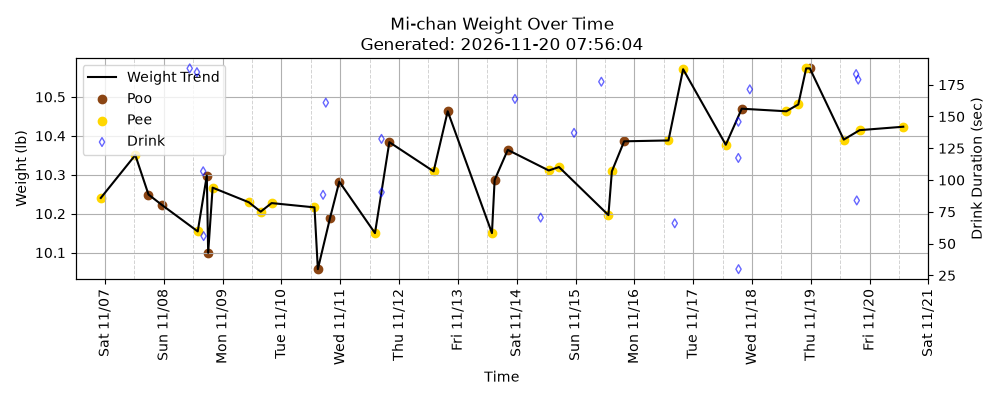 Mi-chan Weight Over Time
Generated: 2026-11-20 07:56:04
Weight Trend
Poo
Pee
Drink
Weight (lb)
10.5
10.4
10.3
10.2
10.1
Drink Duration (sec)
175
150
125
100
75
50
25
Sat 11/07
Sun 11/08
Mon 11/09
Tue 11/10
Wed 11/11
Thu 11/12
Fri 11/13
Sat 11/14
Sun 11/15
Mon 11/16
Tue 11/17
Wed 11/18
Thu 11/19
Fri 11/20
Sat 11/21
Time